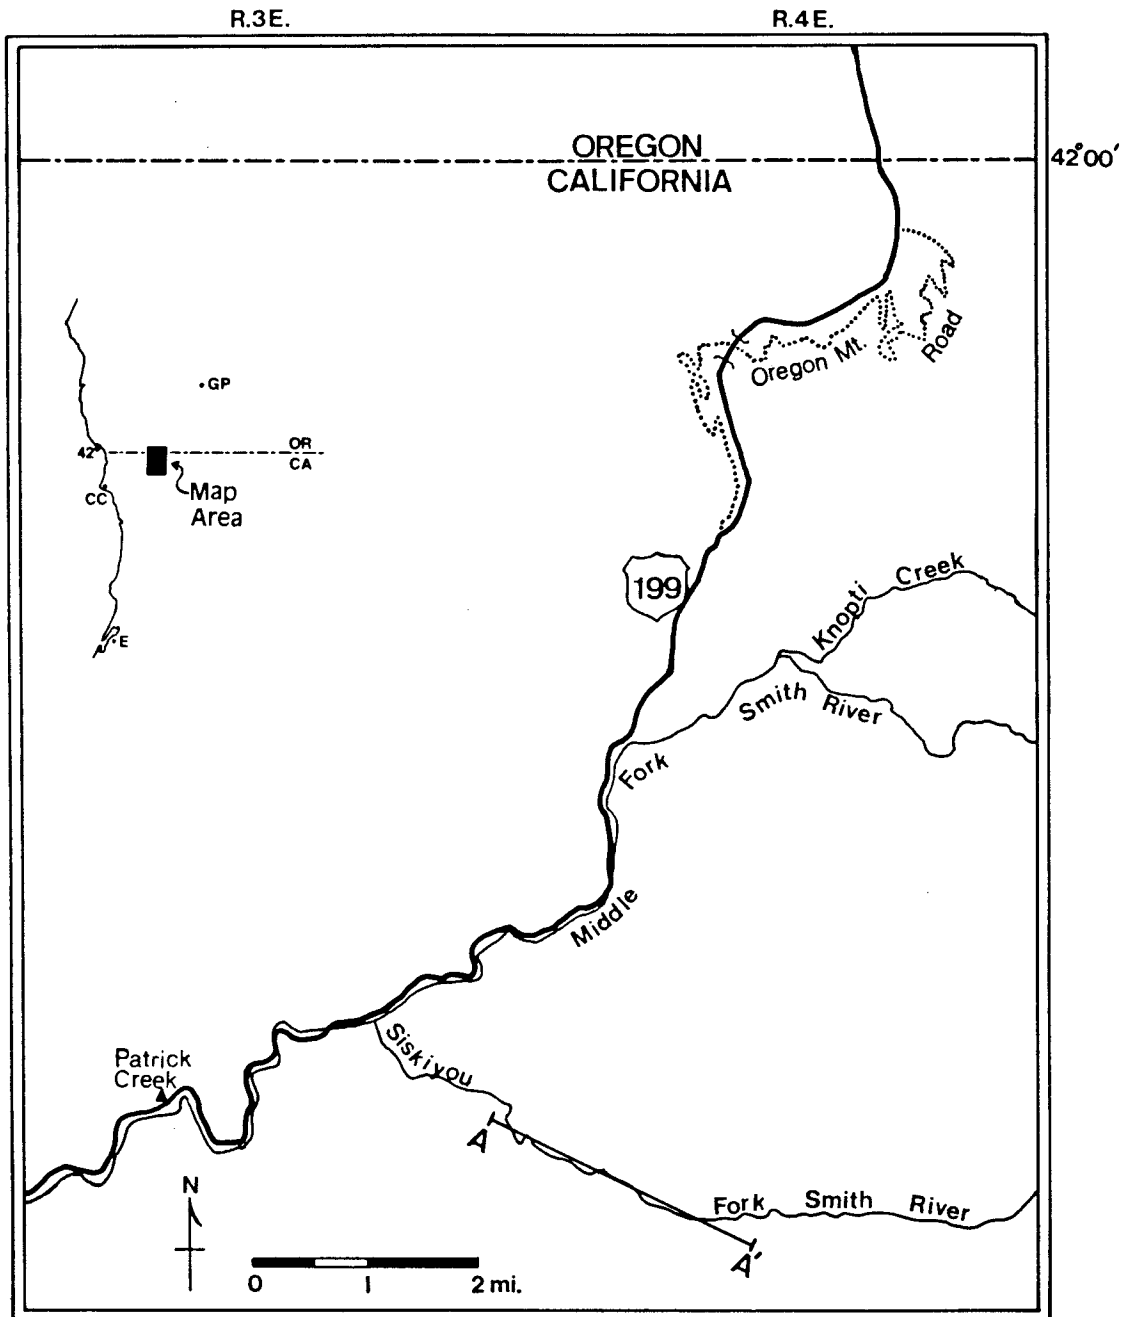 R.3E. R.4E.
OREGON
CALIFORNIA
42°00'
Oregon Mt. Road
GP
42°
OR
CA
CC
Map
Area
E
199
Knopti Creek
Smith River
Fork
Middle
Siskiyou
Patrick
Creek
A
Fork Smith River
A'
N
0 1 2 mi.